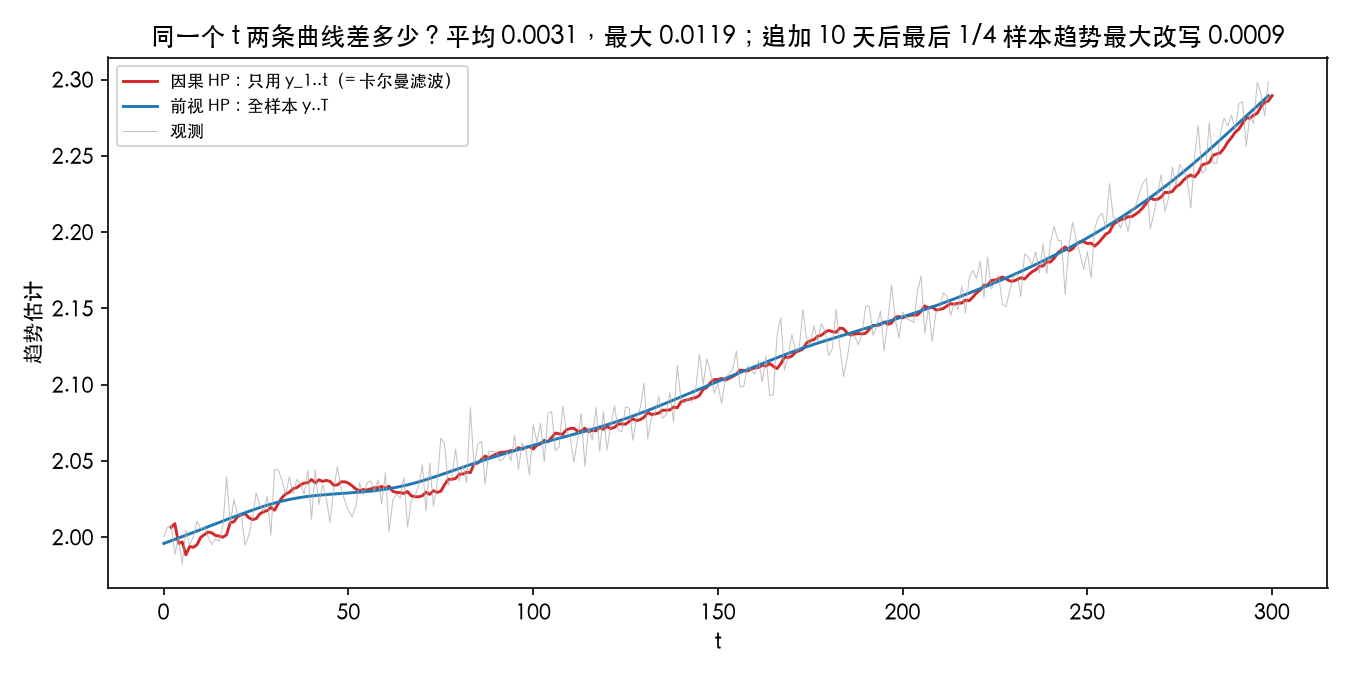 同一个 t 两条曲线差多少？平均 0.0031，最大 0.0119；追加 10 天后最后 1/4 样本趋势最大改写 0.0009
因果 HP：只用 y_1..t（= 卡尔曼滤波）
前视 HP：全样本 y..T
观测
趋势估计
2.30
2.25
2.20
2.15
2.10
2.05
2.00
0 50 100 150 200 250 300
t